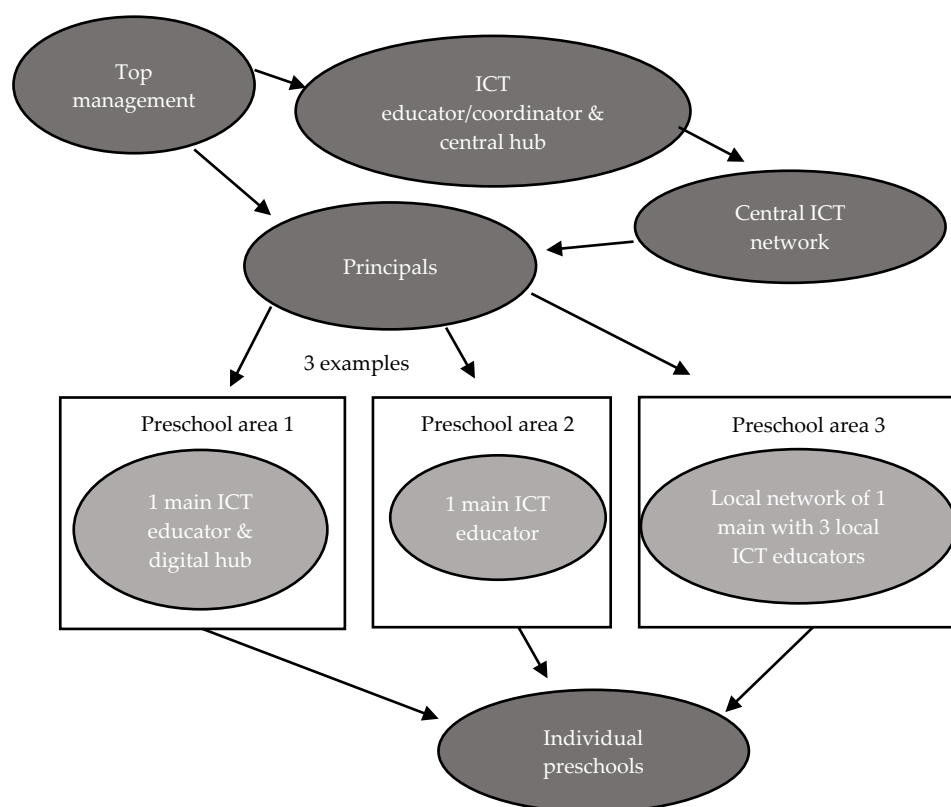 Top
management
ICT
educator/coordinator &
central hub
Central ICT
network
Principals
3 examples
Preschool area 1
1 main ICT
educator &
digital hub
Preschool area 2
1 main ICT
educator
Preschool area 3
Local network of 1
main with 3 local
ICT educators
Individual
preschools